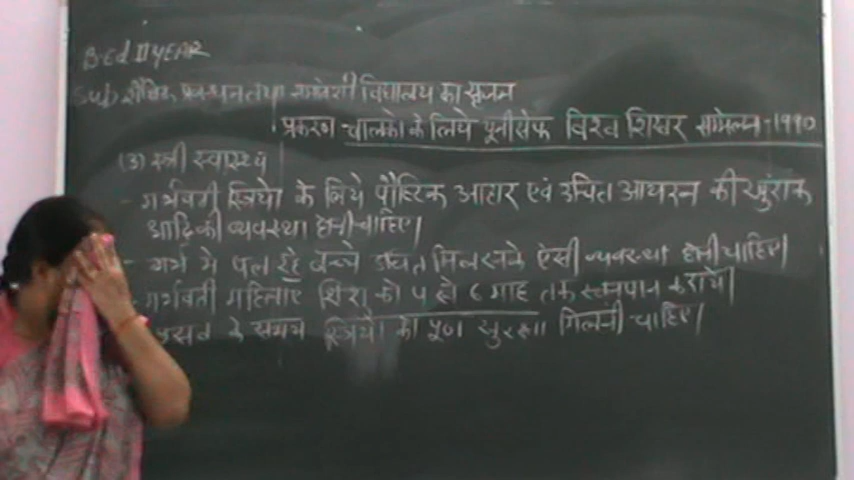 B.Ed II YEAR
Sub शैक्षिक प्रबन्धन तथा समावेशी विद्यालय का सृजन
प्रकरण - बालको के लिये यूनीसेफ विश्व शिखर सम्मेलन - 1990
(3) स्त्री स्वास्थ्य
- गर्भवती स्त्रियो के लिये पौष्टिक आहार एवं उचित आयरन की खुराक
आदि की व्यवस्था होनी चाहिए।
- गर्भ मे पल रहे बच्चे उचित ऐसी व्यवस्था होनी चाहिए।
- गर्भवती महिलाए शिशु को 4 से 6 माह तक स्तनपान कराये।
प्रसव के समय स्त्रियो को पूर्ण सुरक्षा मिलनी चाहिए।